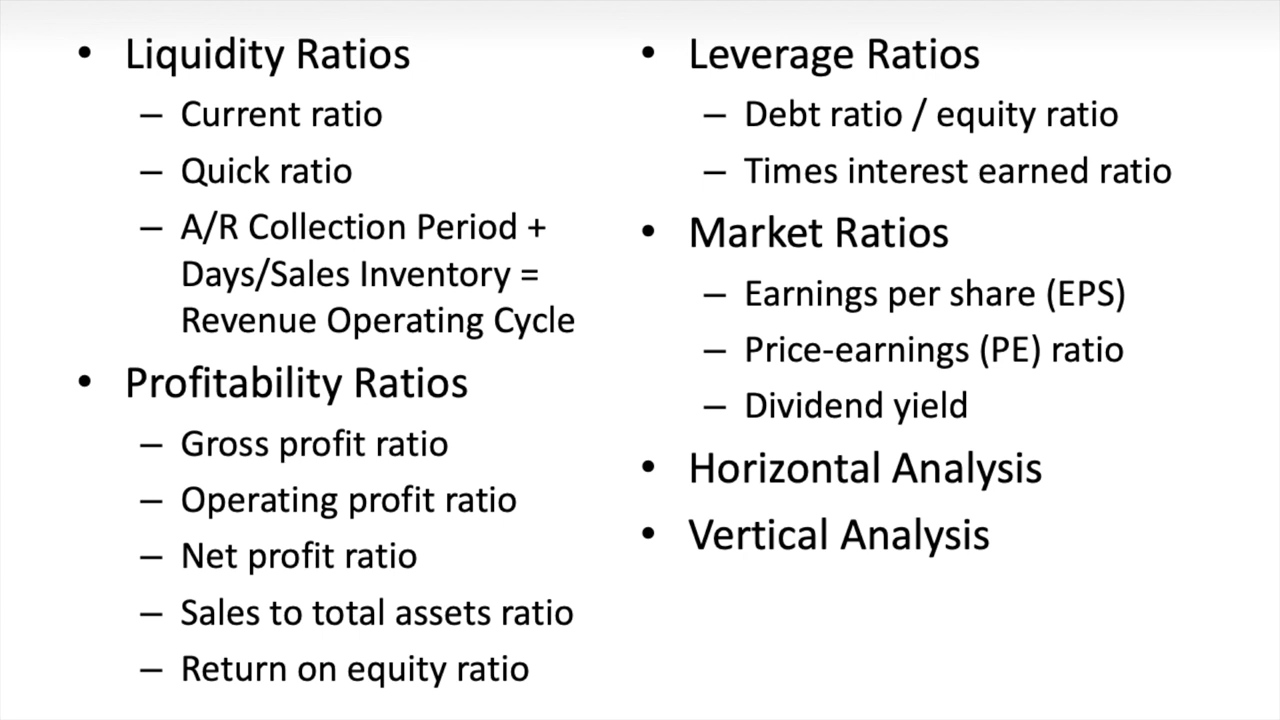 • Liquidity Ratios
– Current ratio
– Quick ratio
– A/R Collection Period +
Days/Sales Inventory =
Revenue Operating Cycle
• Profitability Ratios
– Gross profit ratio
– Operating profit ratio
– Net profit ratio
– Sales to total assets ratio
– Return on equity ratio
• Leverage Ratios
– Debt ratio / equity ratio
– Times interest earned ratio
• Market Ratios
– Earnings per share (EPS)
– Price-earnings (PE) ratio
– Dividend yield
• Horizontal Analysis
• Vertical Analysis